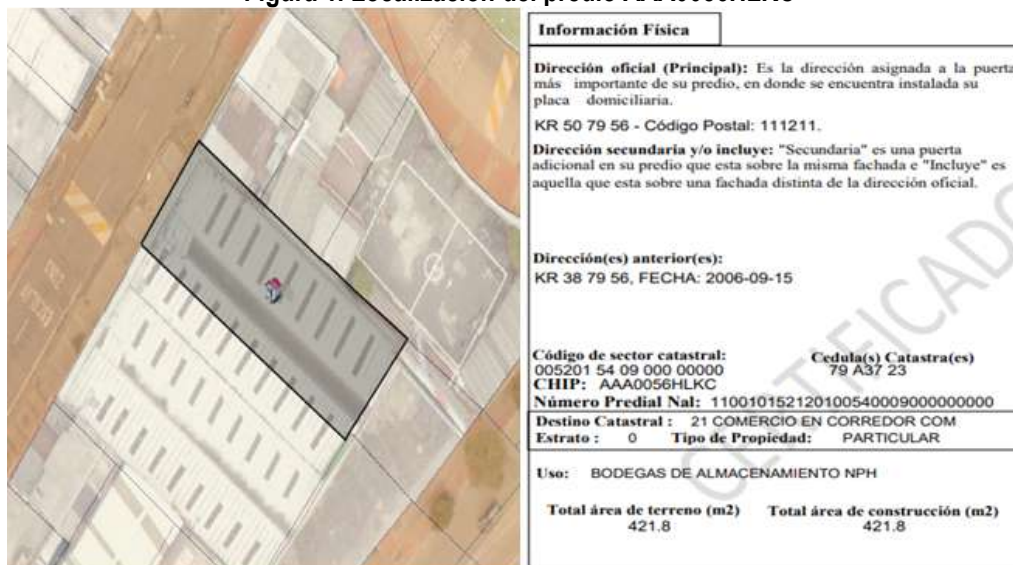 Información Física
Dirección oficial (Principal): Es la dirección asignada a la puerta
más importante de su predio, en donde se encuentra instalada su
placa domiciliaria.
KR 50 79 56 - Código Postal: 111211.
Dirección secundaria y/o incluye: "Secundaria" es una puerta
adicional en su predio que esta sobre la misma fachada e "Incluye" es
aquella que esta sobre una fachada distinta de la dirección oficial.
Dirección(es) anterior(es):
KR 38 79 56, FECHA: 2006-09-15
Código de sector catastral:
005201 54 09 000 00000
Cedula(s) Catastra(es)
79 A37 23
CHIP: AAA0056HLKC
Número Predial Nal: 110010152120100540009000000000
Destino Catastral : 21 COMERCIO EN CORREDOR COM
Estrato : 0 Tipo de Propiedad: PARTICULAR
Uso: BODEGAS DE ALMACENAMIENTO NPH
Total área de terreno (m2) Total área de construcción (m2)
421.8 421.8
CERTIFICADO